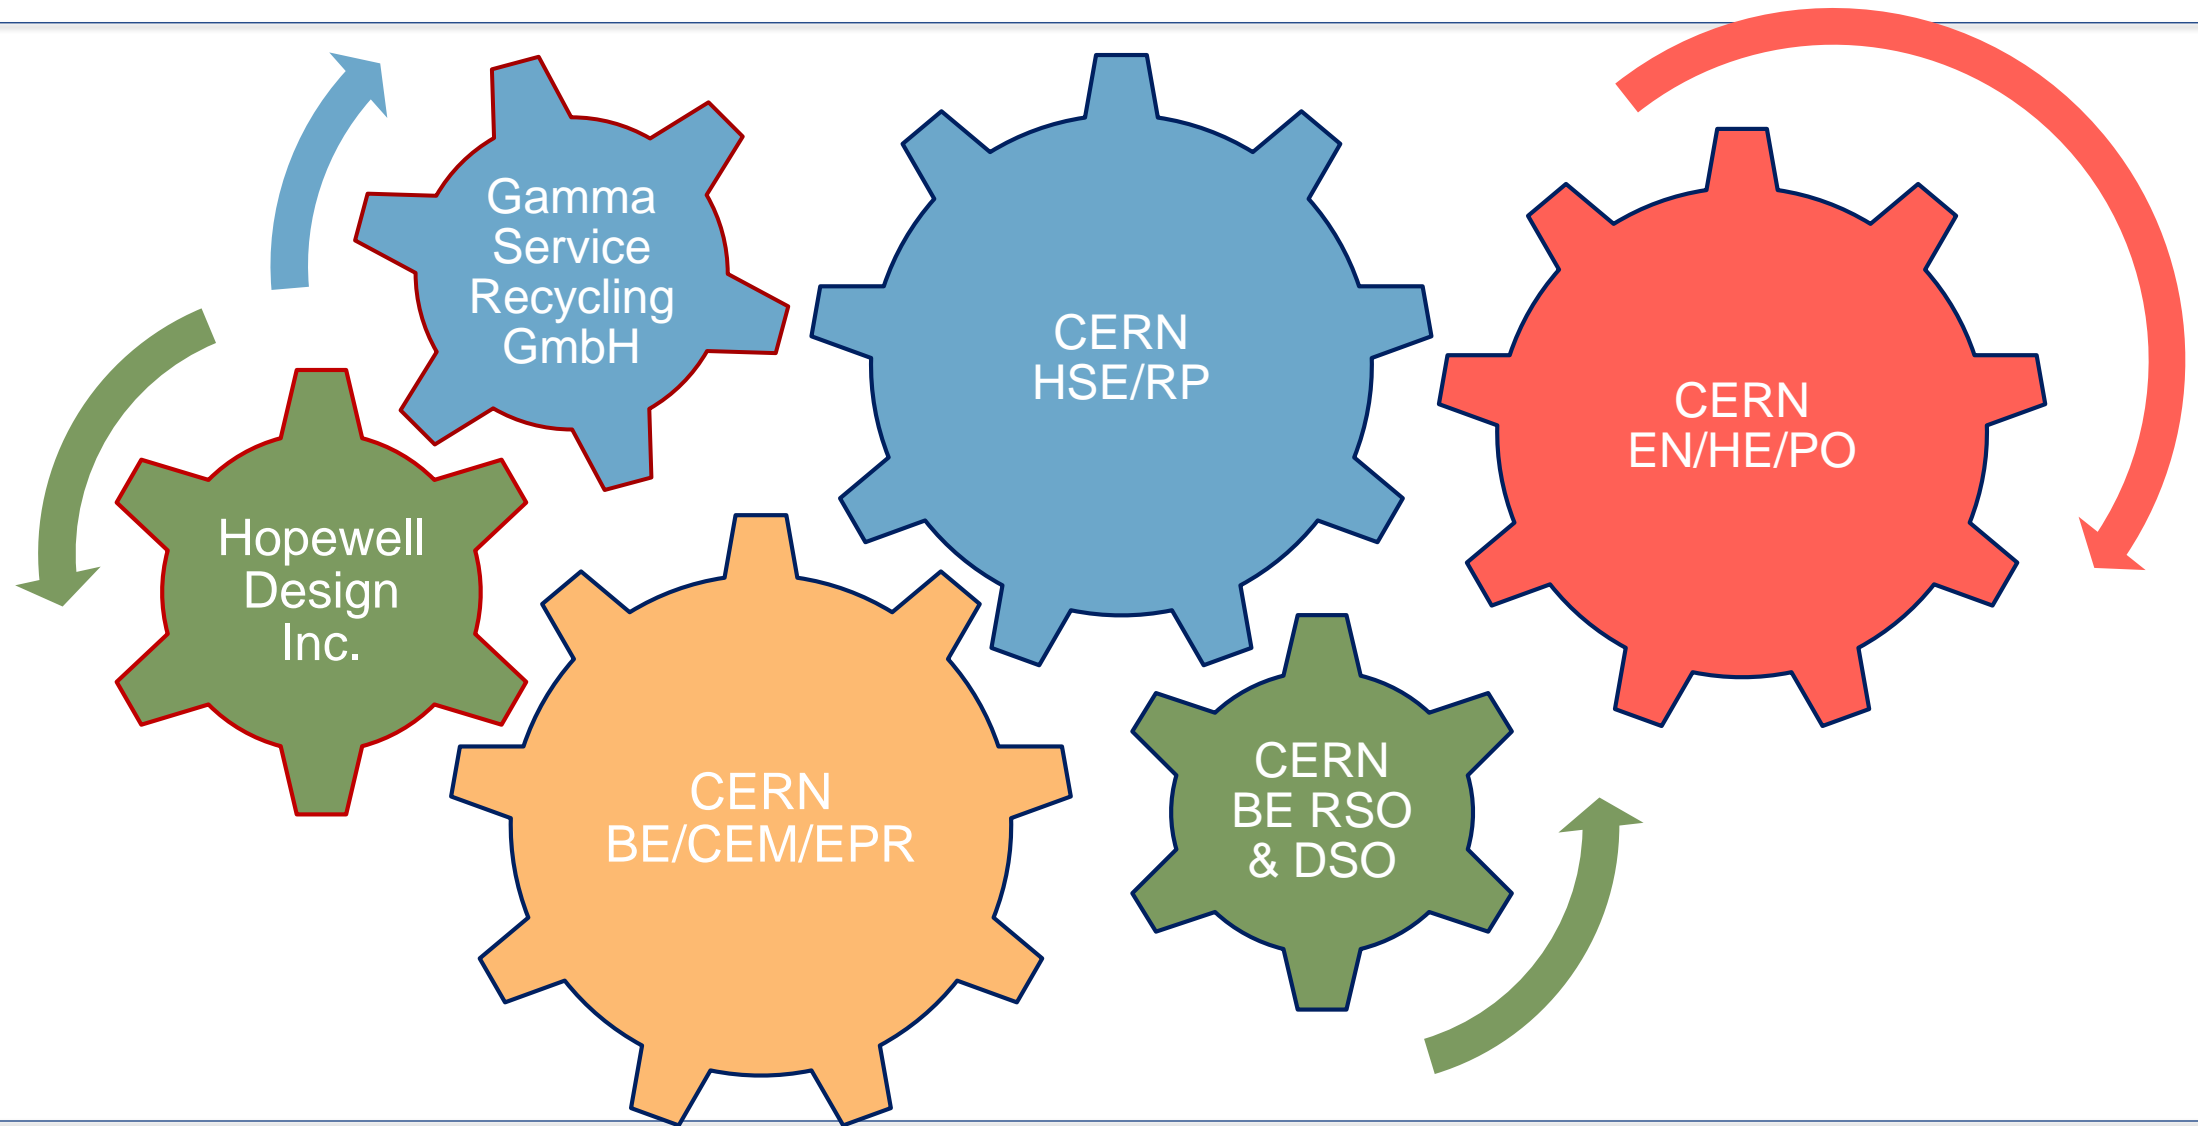 Gamma
Service
Recycling
GmbH
CERN
HSE/RP
CERN
EN/HE/PO
Hopewell
Design
Inc.
CERN
BE/CEM/EPR
CERN
BE RSO
& DSO